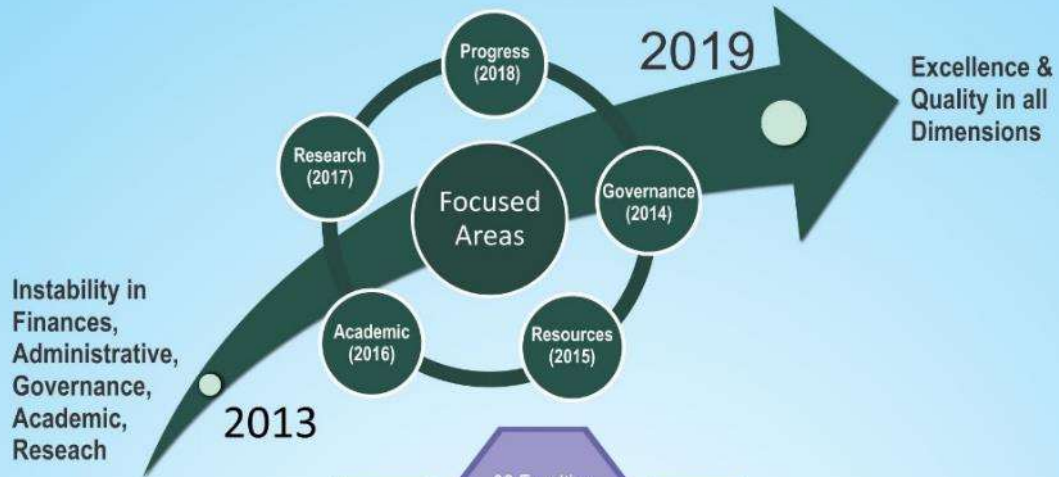 Progress
(2018)
2019
Excellence &
Quality in all
Dimensions
Research
(2017)
Focused
Areas
Governance
(2014)
Instability in
Finances,
Administrative,
Governance,
Academic,
Reseach
Academic
(2016)
Resources
(2015)
2013